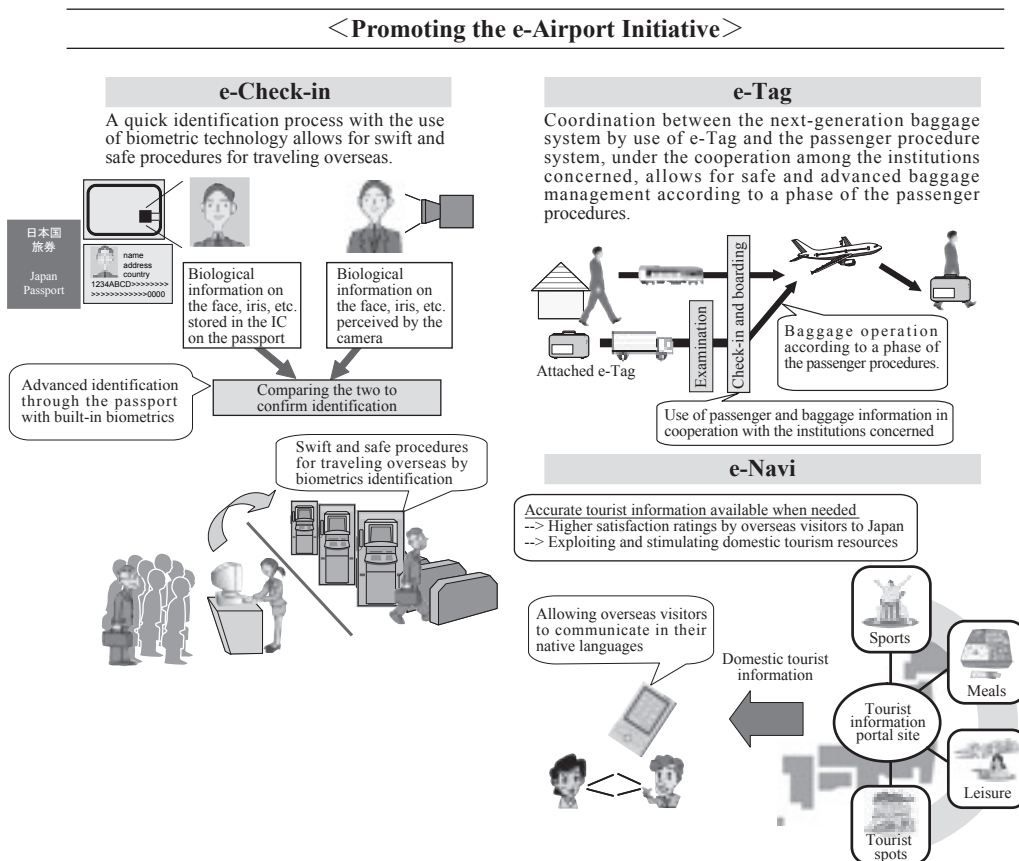 ＜Promoting the e-Airport Initiative＞
e-Check-in
A quick identification process with the use
of biometric technology allows for swift and
safe procedures for traveling overseas.
日本国
旅券
Japan
Passport
name
address
country
1234ABCD>>>>>>>>
>>>>>>>>>>>>0000
Biological
information on
the face, iris, etc.
stored in the IC
on the passport
Biological
information on
the face, iris, etc.
perceived by the
camera
Advanced identification
through the passport
with built-in biometrics
Comparing the two to
confirm identification
Swift and safe procedures
for traveling overseas by
biometrics identification
e-Tag
Coordination between the next-generation baggage
system by use of e-Tag and the passenger procedure
system, under the cooperation among the institutions
concerned, allows for safe and advanced baggage
management according to a phase of the passenger
procedures.
Attached e-Tag
Examination
Check-in and boarding
Baggage operation
according to a phase of
the passenger procedures.
Use of passenger and baggage information in
cooperation with the institutions concerned
e-Navi
Accurate tourist information available when needed
--> Higher satisfaction ratings by overseas visitors to Japan
--> Exploiting and stimulating domestic tourism resources
Allowing overseas visitors
to communicate in their
native languages
Domestic tourist
information
Sports
Meals
Tourist
information
portal site
Leisure
Tourist
spots